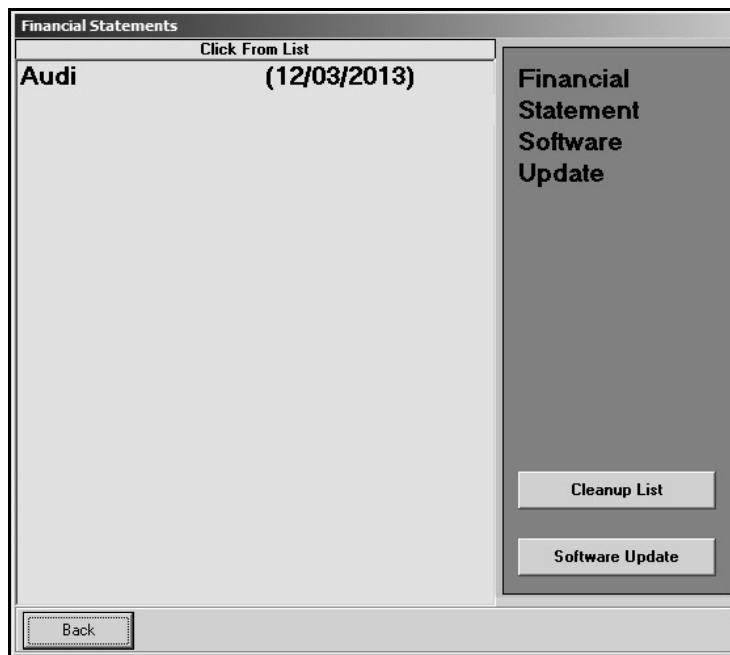 Financial Statements
Click From List
Audi (12/03/2013)
Financial
Statement
Software
Update
Cleanup List
Software Update
Back